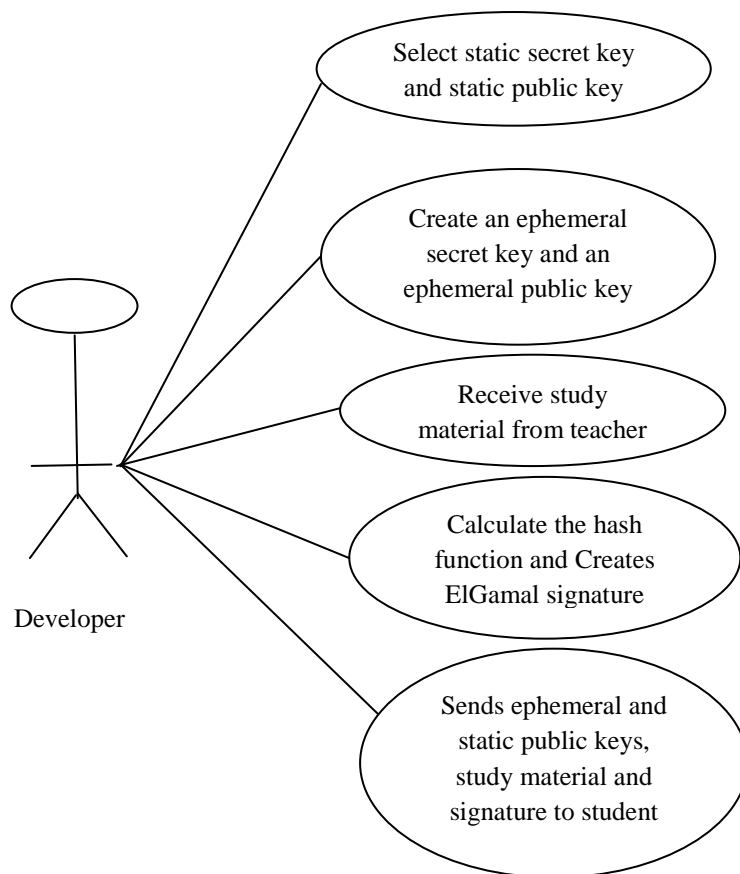 Select static secret key
and static public key
Create an ephemeral
secret key and an
ephemeral public key
Receive study
material from teacher
Calculate the hash
function and Creates
ElGamal signature
Developer
Sends ephemeral and
static public keys,
study material and
signature to student